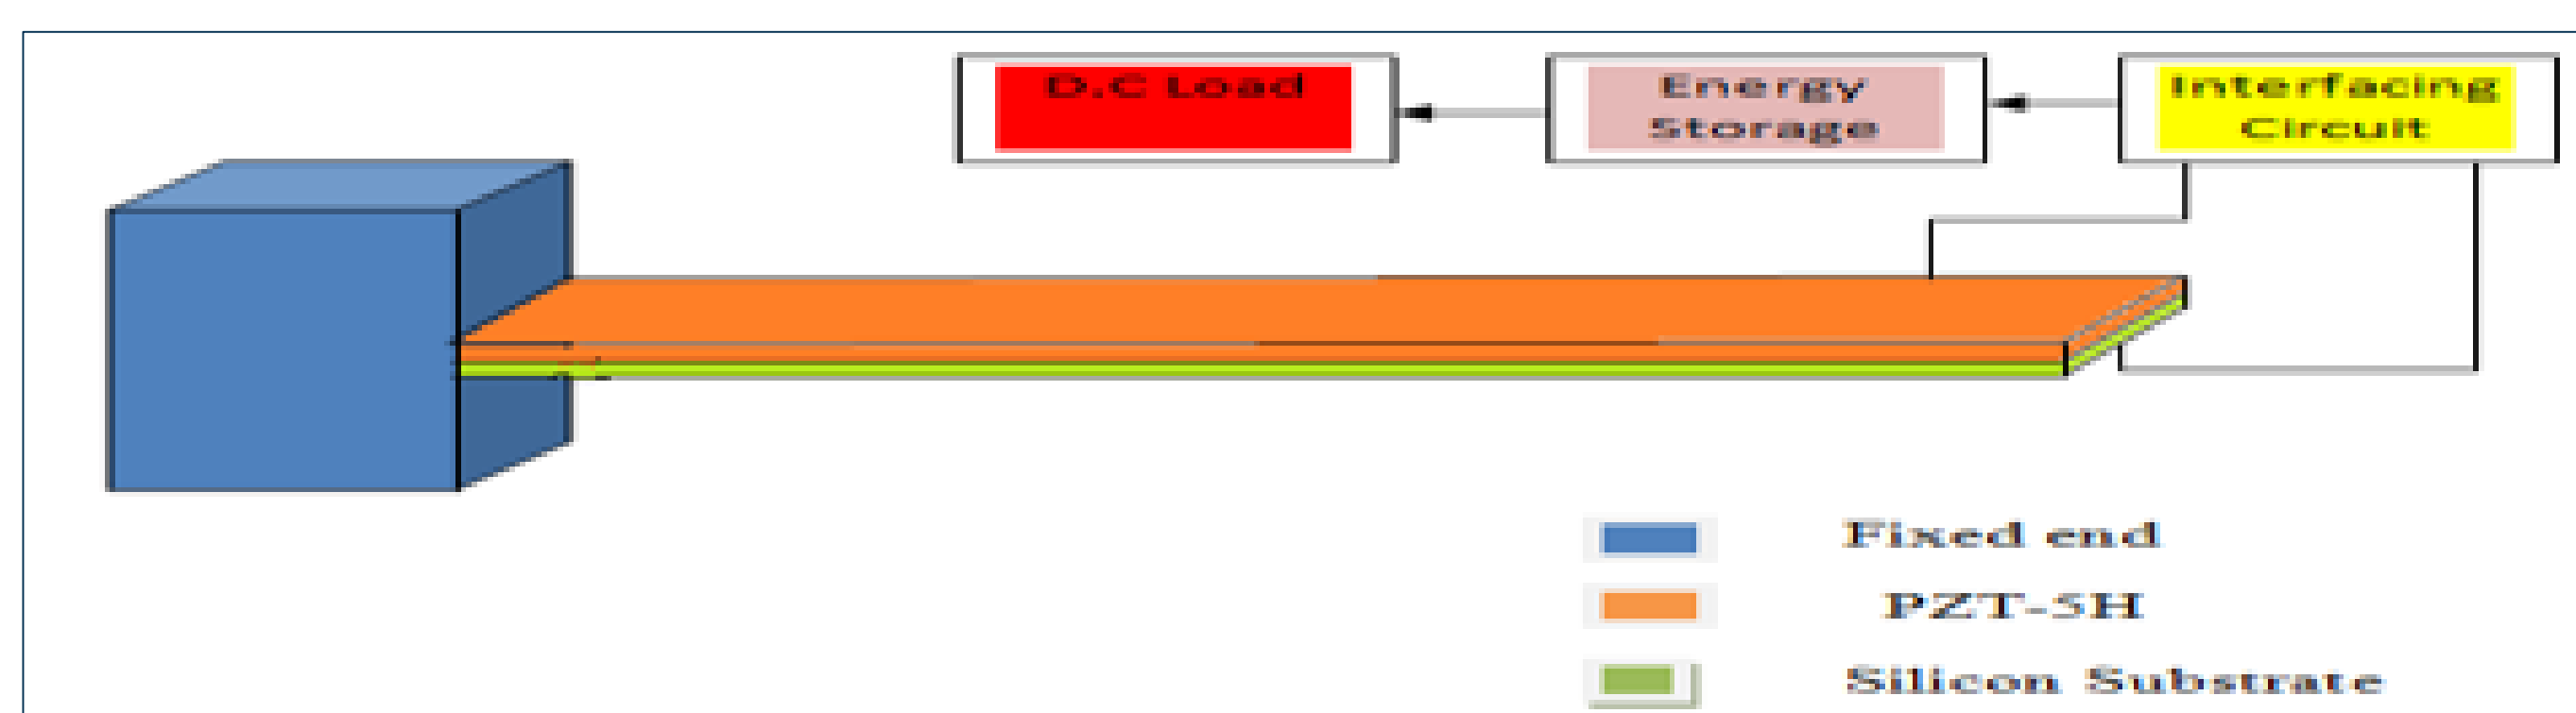 D.C Load
Energy
Storage
Interfacing
Circuit
Fixed end
PZT-5H
Silicon Substrate